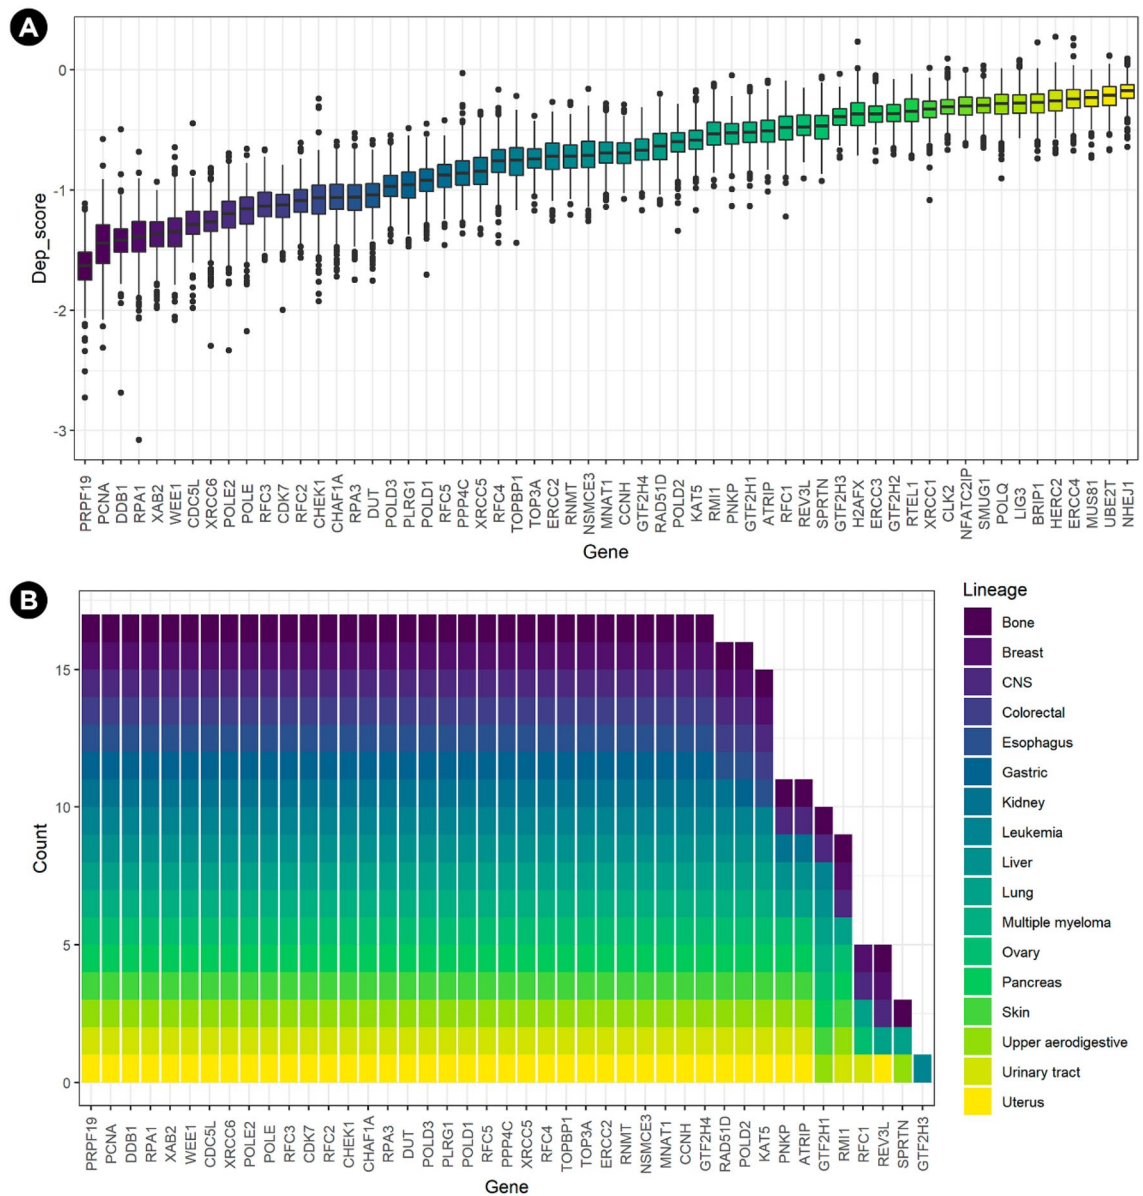 A
0
-1
-2
-3
Dep_score
PRPF19 PCNA DDB1 RPA1 XAB2 WEE1 CDC5L XRCC6 POLE2 POLE RFC3 CDK7 RFC2 CHEK1 CHAF1A RPA3 DUT POLD3 PLRG1 POLD1 RFC5 PPP4C XRCC5 RFC4 TOPBP1 TOP3A ERCC2 RNMT NSMCE3 MNAT1 CCNH GTF2H4 RAD51D POLD2 KAT5 RMI1 PNKP GTF2H1 ATRIP RFC1 REV3L SPRTN GTF2H3 H2AFX ERCC3 GTF2H2 RTEL1 XRCC1 CLK2 NFATC2IP SMUG1 POLQ LIG3 BRIP1 HERC2 ERCC4 MUS81 UBE2T NHEJ1
Gene
B
15
10
5
0
Count
PRPF19 PCNA DDB1 RPA1 XAB2 WEE1 CDC5L XRCC6 POLE2 POLE RFC3 CDK7 RFC2 CHEK1 CHAF1A RPA3 DUT POLD3 PLRG1 POLD1 RFC5 PPP4C XRCC5 RFC4 TOPBP1 TOP3A ERCC2 RNMT NSMCE3 MNAT1 CCNH GTF2H4 RAD51D POLD2 KAT5 PNKP ATRIP GTF2H1 RMI1 RFC1 REV3L SPRTN GTF2H3
Gene
Lineage
Bone
Breast
CNS
Colorectal
Esophagus
Gastric
Kidney
Leukemia
Liver
Lung
Multiple myeloma
Ovary
Pancreas
Skin
Upper aerodigestive
Urinary tract
Uterus